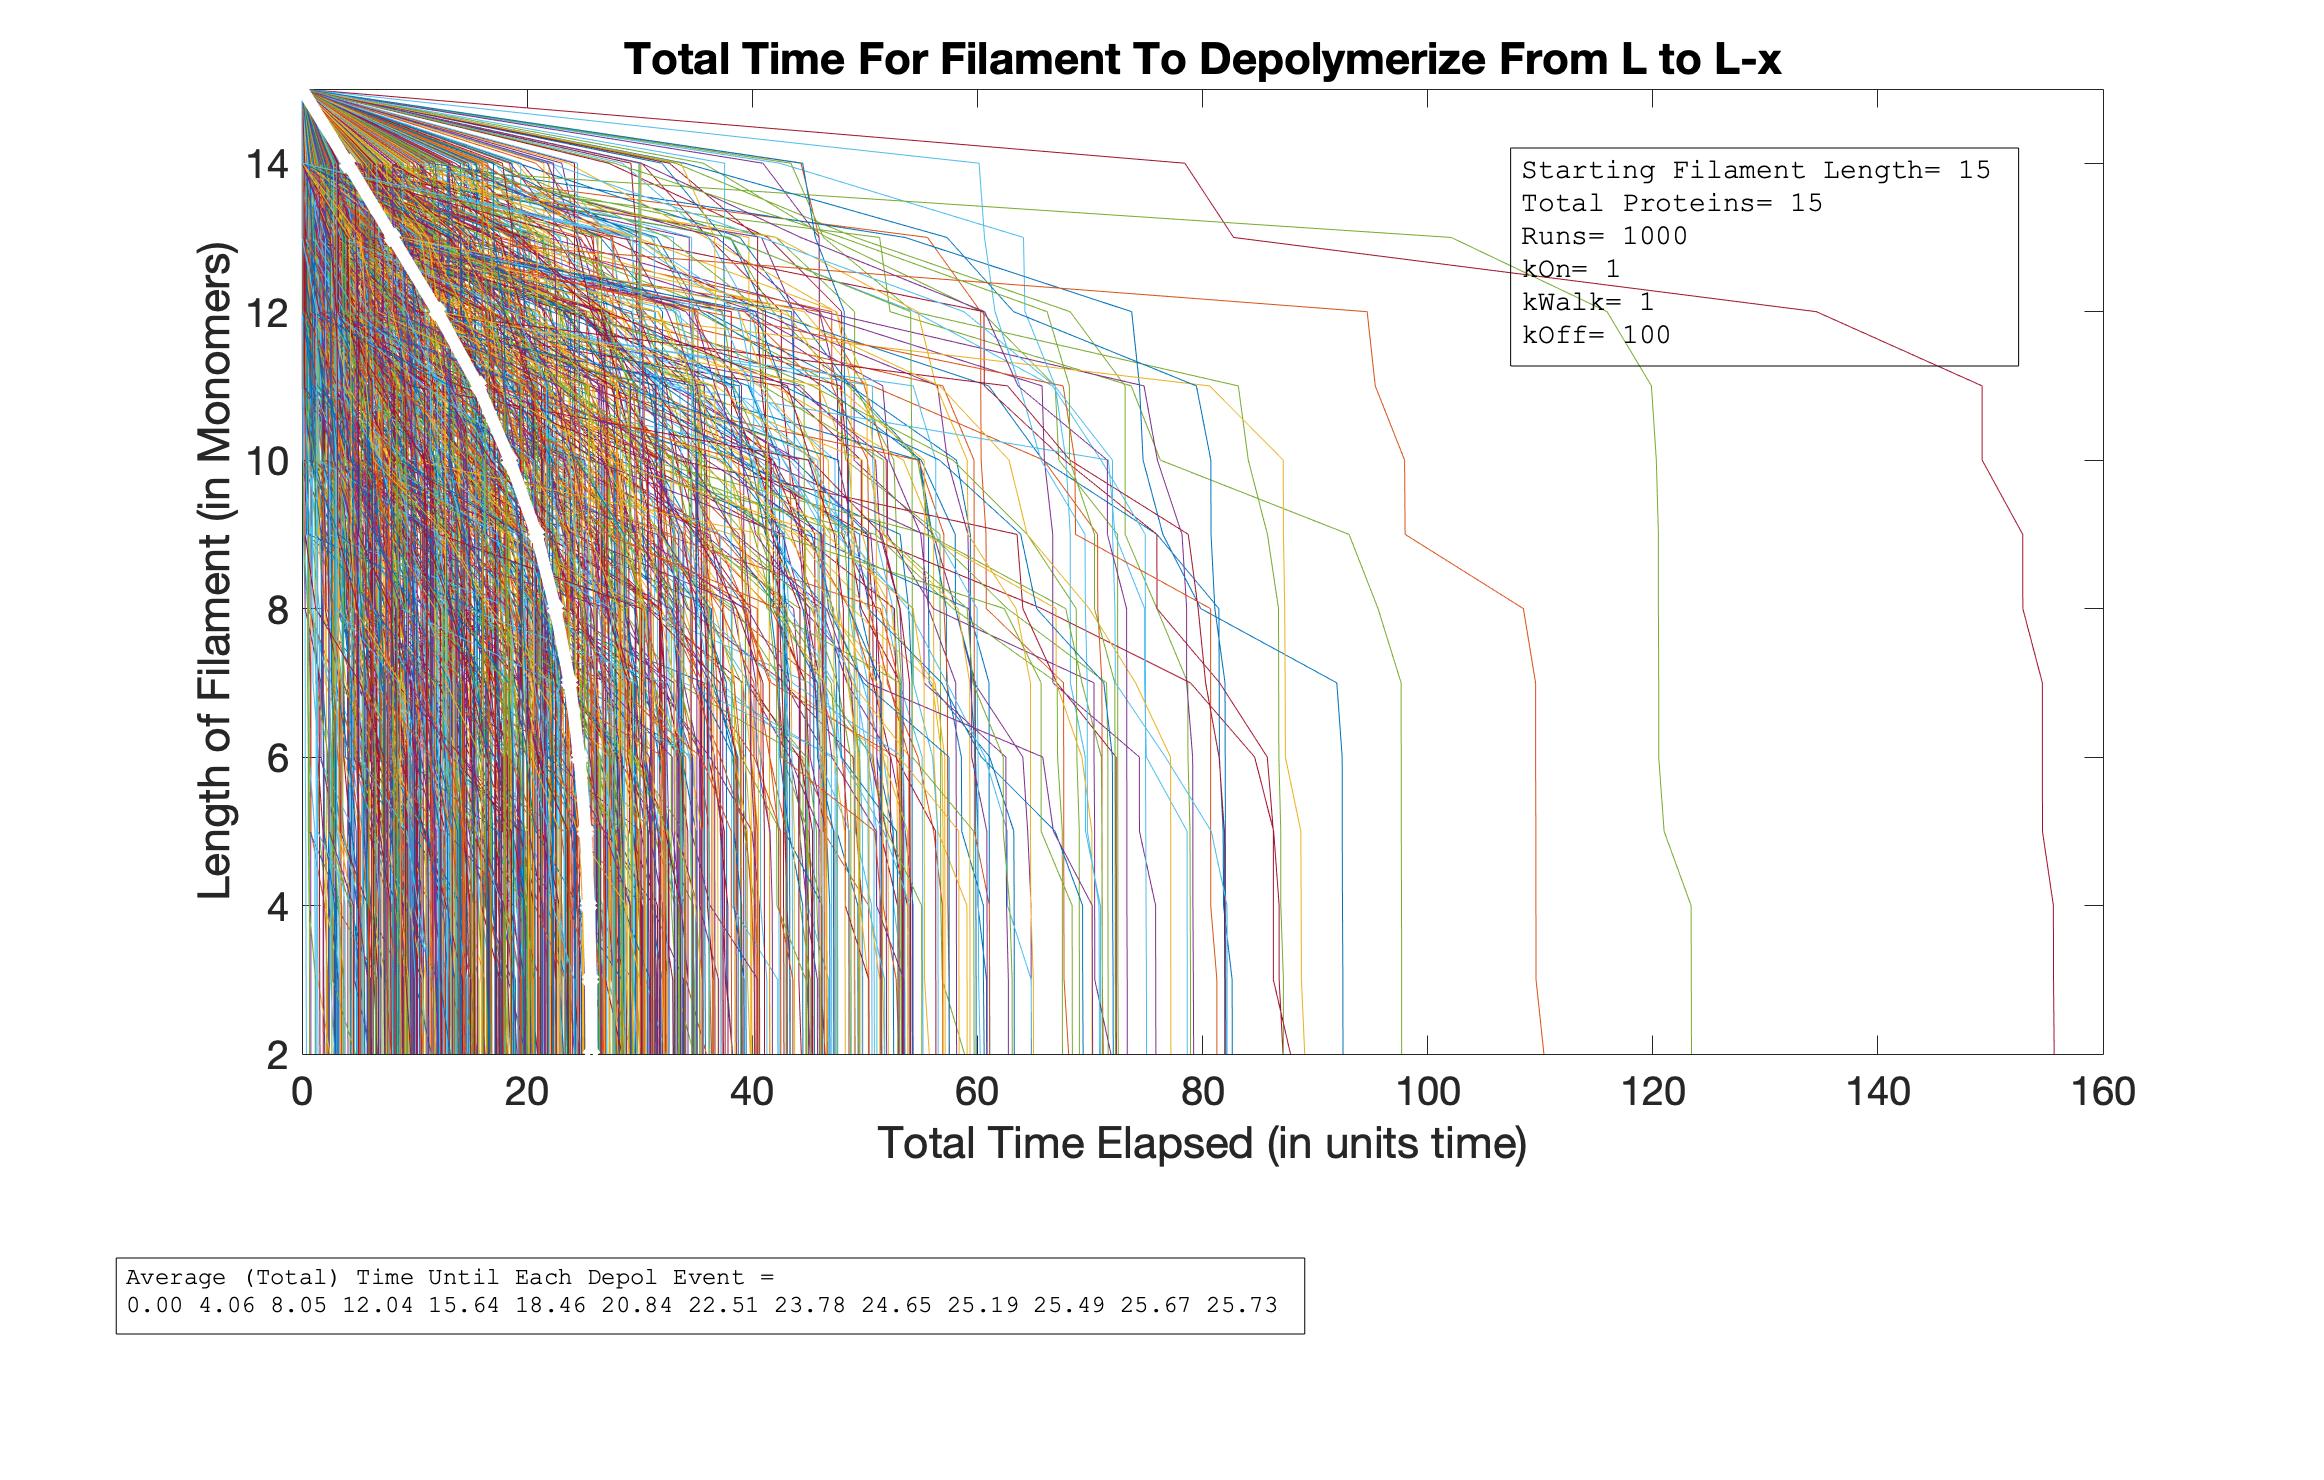 Total Time For Filament To Depolymerize From L to L-x
Length of Filament (in Monomers)
14
12
10
8
6
4
2
Starting Filament Length= 15
Total Proteins= 15
Runs= 1000
kOn= 1
kWalk= 1
kOff= 100
0 20 40 60 80 100 120 140 160
Total Time Elapsed (in units time)
Average (Total) Time Until Each Depol Event =
0.00 4.06 8.05 12.04 15.64 18.46 20.84 22.51 23.78 24.65 25.19 25.49 25.67 25.73